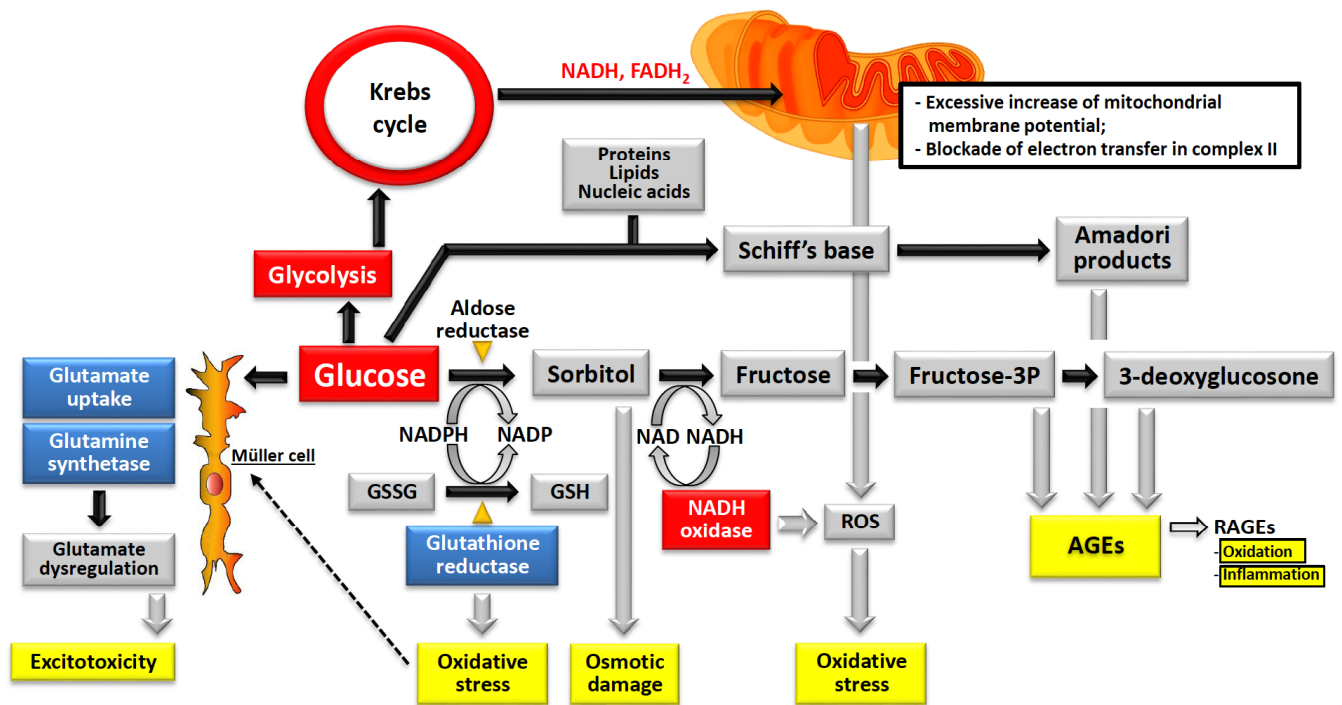 Krebs
cycle
NADH, FADH2
- Excessive increase of mitochondrial
membrane potential;
- Blockade of electron transfer in complex II
Proteins
Lipids
Nucleic acids
Glycolysis
Schiff's base
Amadori
products
Aldose
reductase
Glutamate
uptake
Glucose
Sorbitol
Fructose
Fructose-3P
3-deoxyglucosone
Glutamine
synthetase
Müller cell
NADPH
NADP
NAD
NADH
GSSG
GSH
NADH
oxidase
ROS
AGEs
RAGEs
-Oxidation
-Inflammation
Glutamate
dysregulation
Glutathione
reductase
Excitotoxicity
Oxidative
stress
Osmotic
damage
Oxidative
stress